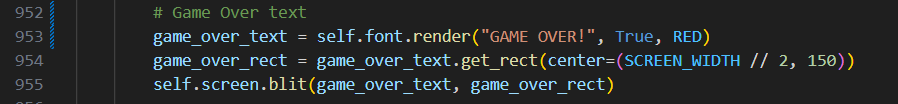 952 # Game Over text
953 game_over_text = self.font.render("GAME OVER!", True, RED)
954 game_over_rect = game_over_text.get_rect(center=(SCREEN_WIDTH // 2, 150))
955 self.screen.blit(game_over_text, game_over_rect)